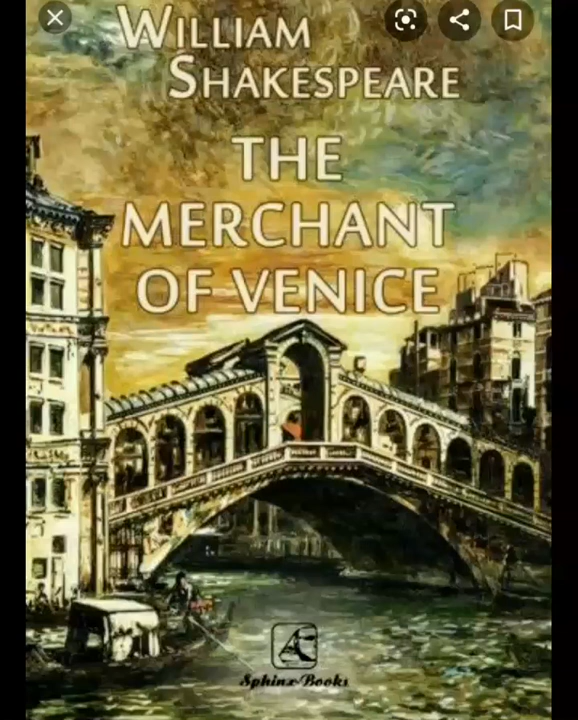 WILLIAM
SHAKESPEARE
THE
MERCHANT
OF VENICE
Sphinx Books